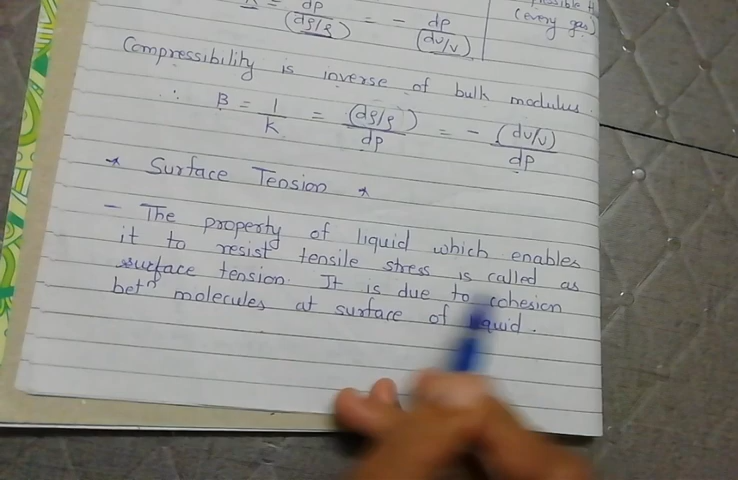 K = dp/(dρ/ρ) = - dp/(dv/v)
(every gas)
Compressibility is inverse of bulk modulus.
∴ β = 1/K = (dρ/ρ)/dp = - (dv/v)/dp
* Surface Tension *
- The property of liquid which enables
it to resist tensile stress is called as
surface tension. It is due to cohesion
betⁿ molecules at surface of liquid.